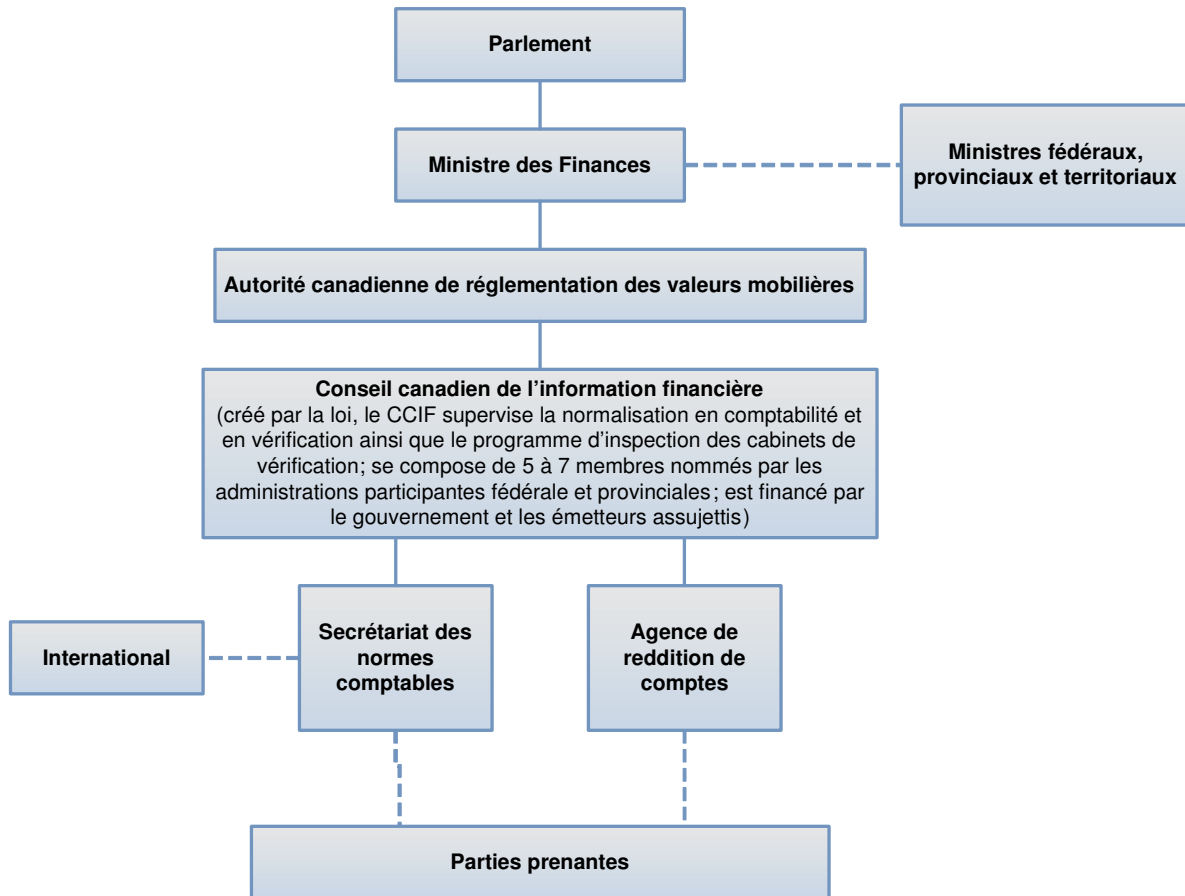 Parlement
Ministre des Finances
Ministres fédéraux,
provinciaux et territoriaux
Autorité canadienne de réglementation des valeurs mobilières
Conseil canadien de l’information financière
(créé par la loi, le CCIF supervise la normalisation en comptabilité et
en vérification ainsi que le programme d’inspection des cabinets de
vérification; se compose de 5 à 7 membres nommés par les
administrations participantes fédérale et provinciales; est financé par
le gouvernement et les émetteurs assujettis)
International
Secrétariat des
normes
comptables
Agence de
reddition de
comptes
Parties prenantes